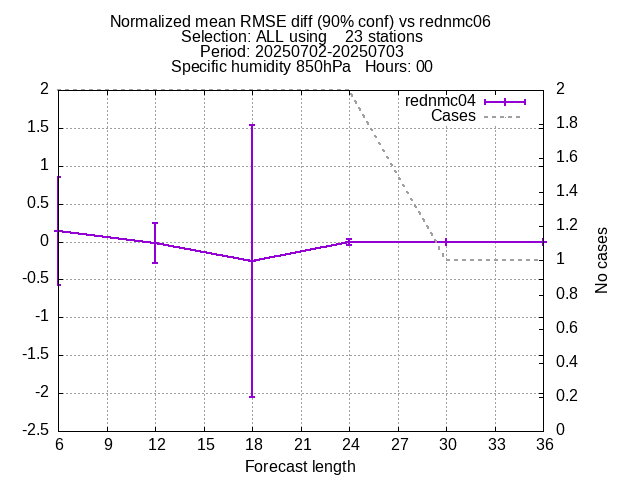 Normalized mean RMSE diff (90% conf) vs rednmc06
Selection: ALL using    23 stations
Period: 20250702-20250703
Specific humidity 850hPa   Hours: 00
rednmc04
Cases
2
1.5
1
0.5
0
-0.5
-1
-1.5
-2
-2.5
2
1.8
1.6
1.4
1.2
1
0.8
0.6
0.4
0.2
0
No cases
6 9 12 15 18 21 24 27 30 33 36
Forecast length